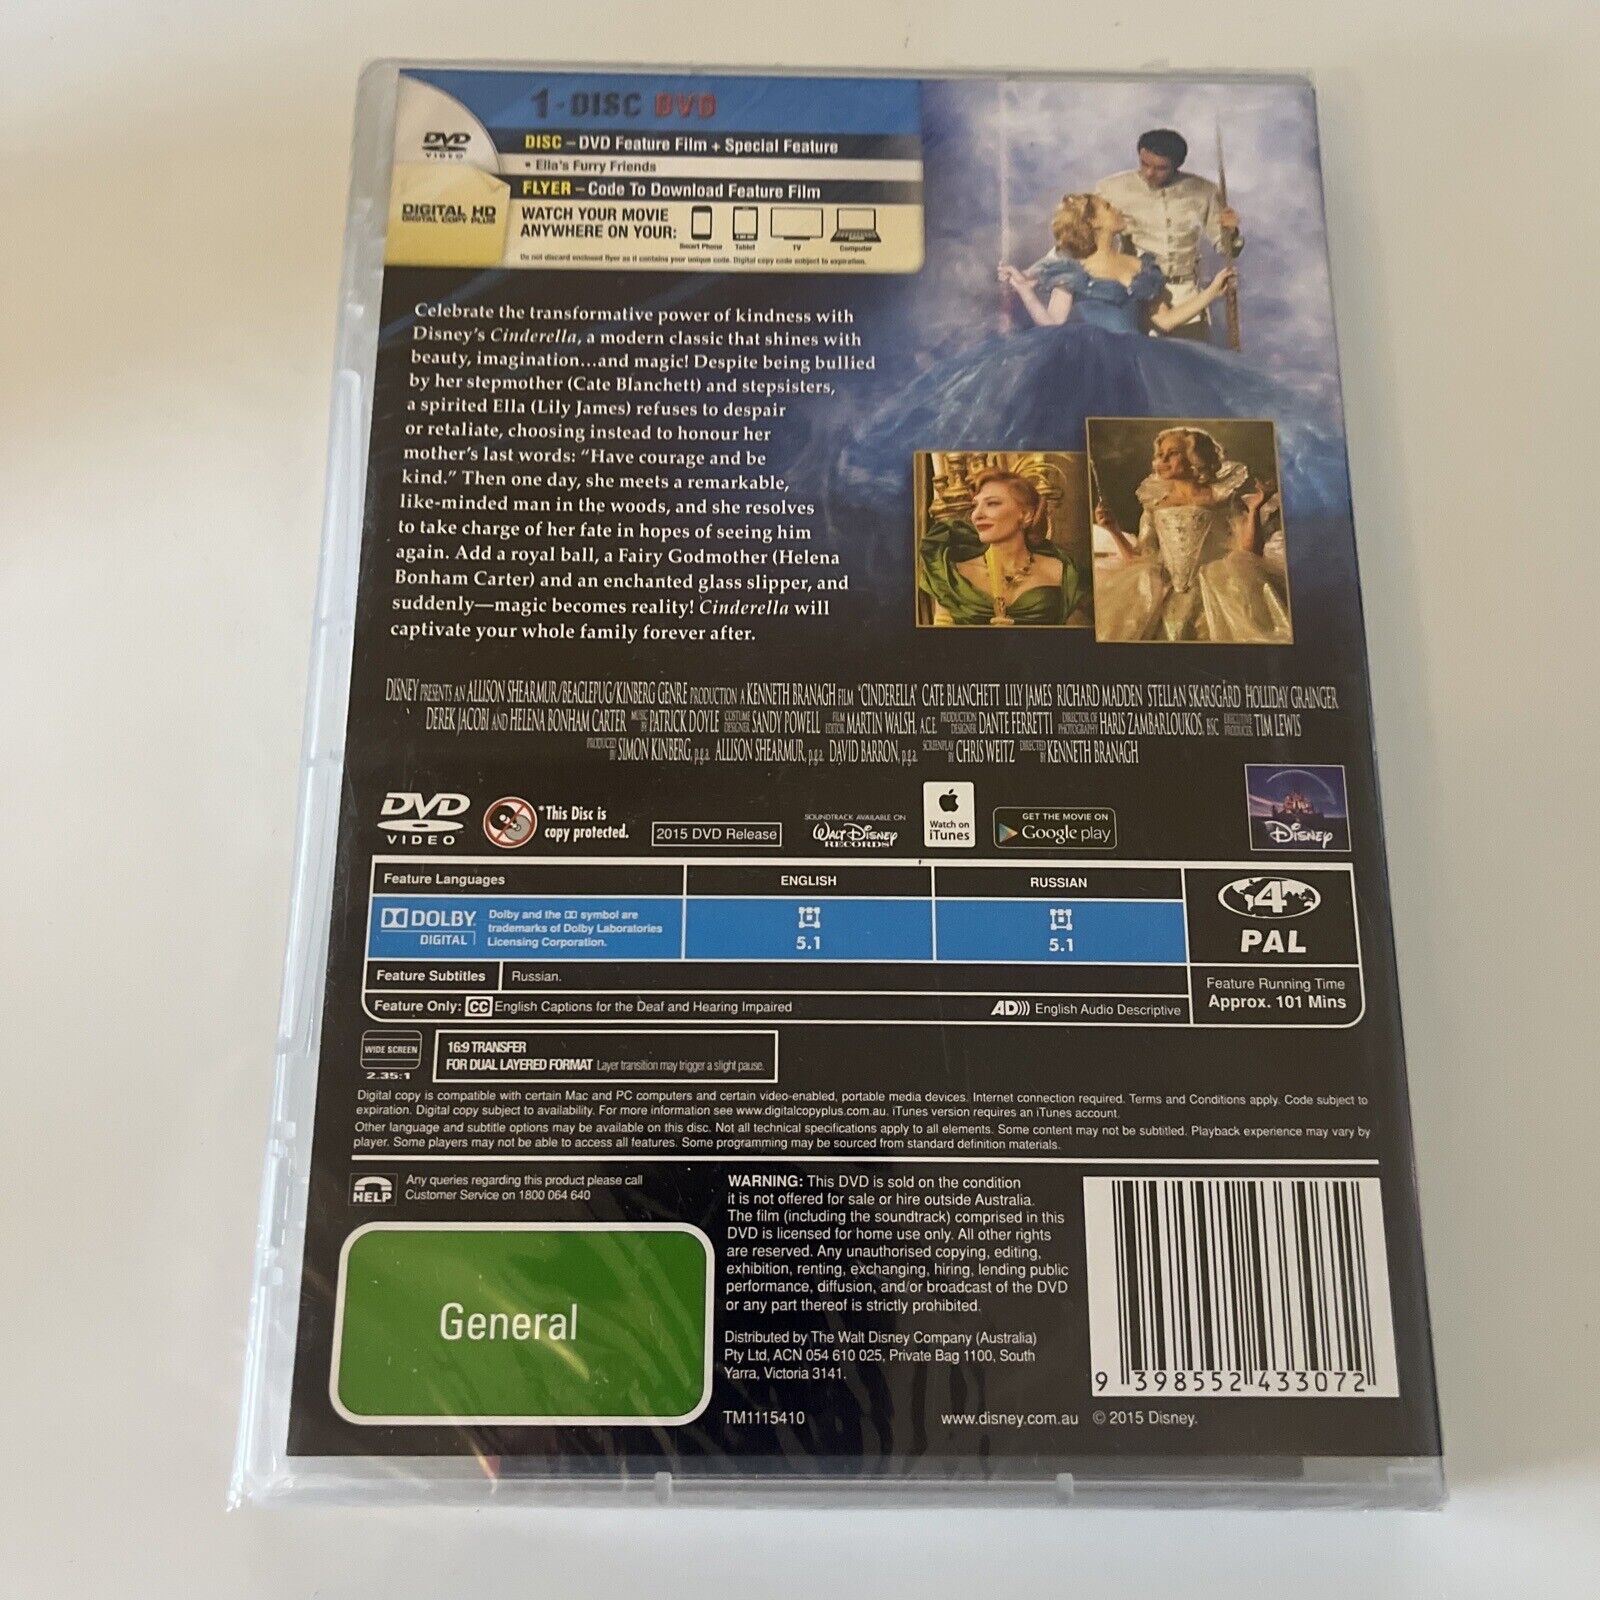 1-DISC DVD
DVD
VIDEO
DISC – DVD Feature Film + Special Feature
• Ella's Furry Friends
DIGITAL HD
DIGITAL COPY PLUS
FLYER – Code To Download Feature Film
WATCH YOUR MOVIE
ANYWHERE ON YOUR:
Smart Phone Tablet TV Computer
Do not discard enclosed flyer as it contains your unique code. Digital copy code subject to expiration.
Celebrate the transformative power of kindness with
Disney's Cinderella, a modern classic that shines with
beauty, imagination...and magic! Despite being bullied
by her stepmother (Cate Blanchett) and stepsisters,
a spirited Ella (Lily James) refuses to despair
or retaliate, choosing instead to honour her
mother's last words: "Have courage and be
kind." Then one day, she meets a remarkable,
like-minded man in the woods, and she resolves
to take charge of her fate in hopes of seeing him
again. Add a royal ball, a Fairy Godmother (Helena
Bonham Carter) and an enchanted glass slipper, and
suddenly—magic becomes reality! Cinderella will
captivate your whole family forever after.
DISNEY PRESENTS AN ALLISON SHEARMUR/BEAGLEPUG/KINBERG GENRE PRODUCTION A KENNETH BRANAGH FILM "CINDERELLA" CATE BLANCHETT LILY JAMES RICHARD MADDEN STELLAN SKARSGÅRD HOLLIDAY GRAINGER
DEREK JACOBI AND HELENA BONHAM CARTER MUSIC BY PATRICK DOYLE COSTUME DESIGNER SANDY POWELL FILM EDITOR MARTIN WALSH, ACE PRODUCTION DESIGNER DANTE FERRETTI DIRECTOR OF PHOTOGRAPHY HARIS ZAMBARLOUKOS, BSC EXECUTIVE PRODUCER TIM LEWIS
PRODUCED BY SIMON KINBERG, p.g.a. ALLISON SHEARMUR, p.g.a. DAVID BARRON, p.g.a. SCREENPLAY BY CHRIS WEITZ DIRECTED BY KENNETH BRANAGH
DVD
VIDEO
*This Disc is
copy protected.
2015 DVD Release
SOUNDTRACK AVAILABLE ON
WALT DISNEY
RECORDS
Watch on
iTunes
GET THE MOVIE ON
Google play
Disney
Feature Languages ENGLISH RUSSIAN
DOLBY
DIGITAL
Dolby and the DD symbol are
trademarks of Dolby Laboratories
Licensing Corporation.
5.1 5.1
4
PAL
Feature Subtitles Russian.
Feature Running Time
Approx. 101 Mins
Feature Only: CC English Captions for the Deaf and Hearing Impaired AD))) English Audio Descriptive
WIDE SCREEN
2.35:1
16:9 TRANSFER
FOR DUAL LAYERED FORMAT Layer transition may trigger a slight pause.
Digital copy is compatible with certain Mac and PC computers and certain video-enabled, portable media devices. Internet connection required. Terms and Conditions apply. Code subject to
expiration. Digital copy subject to availability. For more information see www.digitalcopyplus.com.au. iTunes version requires an iTunes account.
Other language and subtitle options may be available on this disc. Not all technical specifications apply to all elements. Some content may not be subtitled. Playback experience may vary by
player. Some players may not be able to access all features. Some programming may be sourced from standard definition materials.
HELP
Any queries regarding this product please call
Customer Service on 1800 064 640
General
WARNING: This DVD is sold on the condition
it is not offered for sale or hire outside Australia.
The film (including the soundtrack) comprised in this
DVD is licensed for home use only. All other rights
are reserved. Any unauthorised copying, editing,
exhibition, renting, exchanging, hiring, lending public
performance, diffusion, and/or broadcast of the DVD
or any part thereof is strictly prohibited.
Distributed by The Walt Disney Company (Australia)
Pty Ltd, ACN 054 610 025, Private Bag 1100, South
Yarra, Victoria 3141.
TM1115410
9 398552 433072
www.disney.com.au © 2015 Disney.